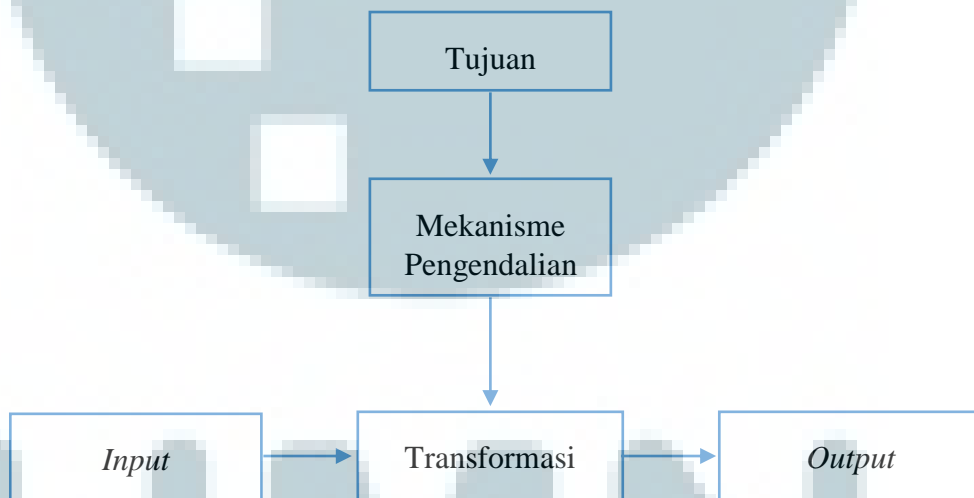 Tujuan
Mekanisme
Pengendalian
Input
Transformasi
Output